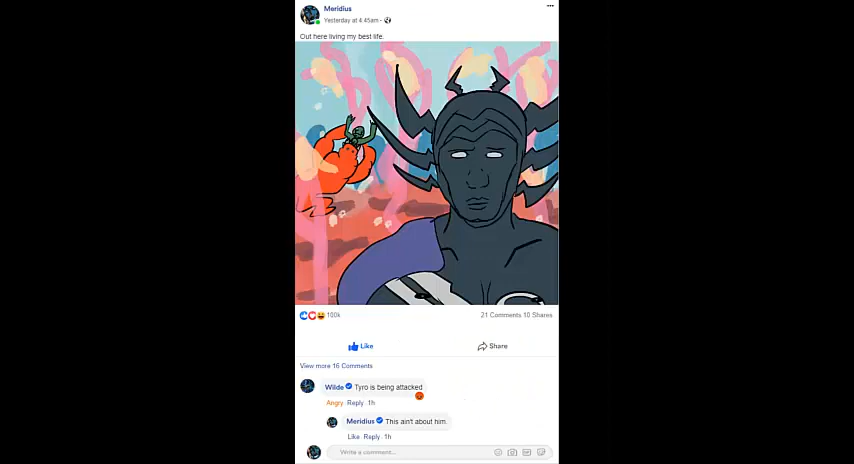 Meridius
Yesterday at 4:45am -
Out here living my best life.
100k
21 Comments 10 Shares
Like
Share
View more 16 Comments
Wilde Tyro is being attacked
Angry Reply 1h
Meridius This ain't about him.
Like Reply 1h
Write a comment...